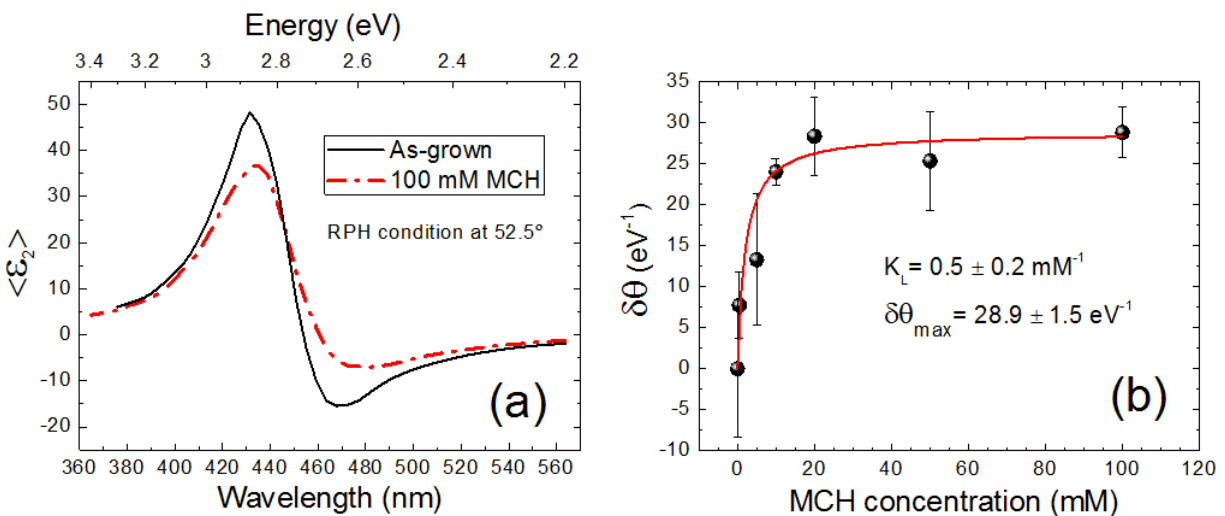 Energy (eV)
3.4 3.2 3 2.8 2.6 2.4 2.2
50
40
30
20
10
0
-10
-20
<ε₂>
As-grown
100 mM MCH
RPH condition at 52.5°
(a)
360 380 400 420 440 460 480 500 520 540 560
Wavelength (nm)
35
30
25
20
15
10
5
0
-5
-10
δθ (eV⁻¹)
K_L = 0.5 ± 0.2 mM⁻¹
δθ_max = 28.9 ± 1.5 eV⁻¹
(b)
0 20 40 60 80 100 120
MCH concentration (mM)